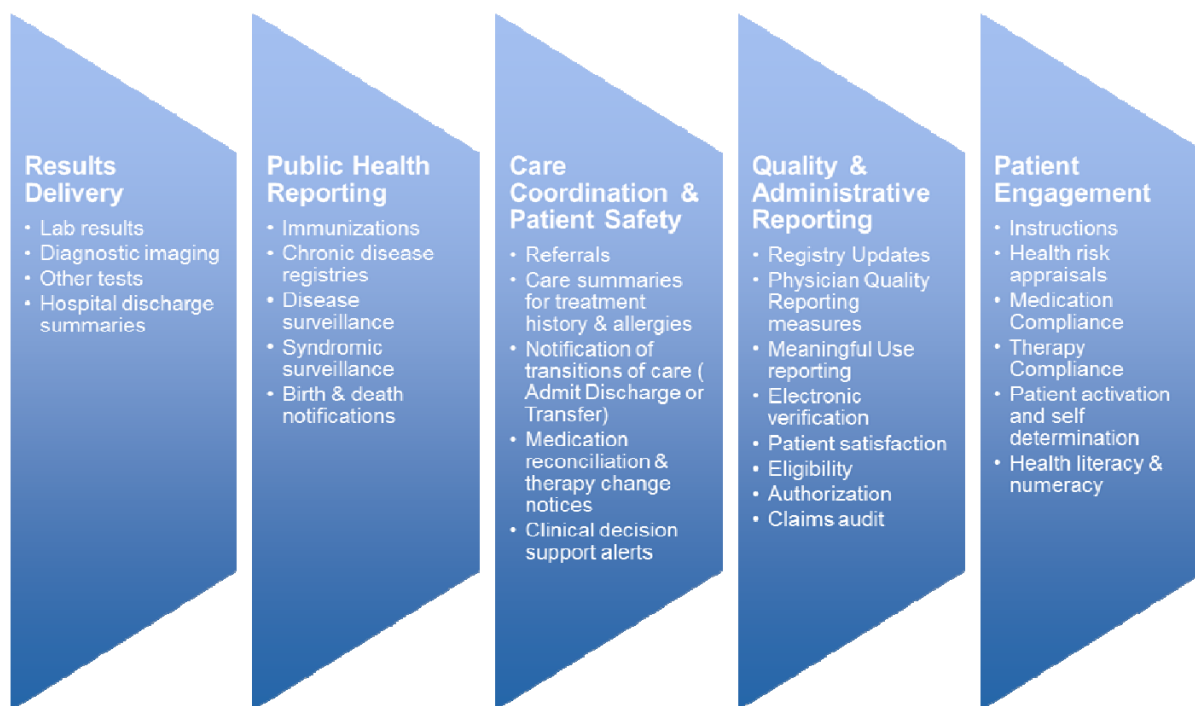 Results
Delivery
• Lab results
• Diagnostic imaging
• Other tests
• Hospital discharge
summaries
Public Health
Reporting
• Immunizations
• Chronic disease
registries
• Disease
surveillance
• Syndromic
surveillance
• Birth & death
notifications
Care
Coordination &
Patient Safety
• Referrals
• Care summaries
for treatment
history & allergies
• Notification of
transitions of care (
Admit Discharge or
Transfer)
• Medication
reconciliation &
therapy change
notices
• Clinical decision
support alerts
Quality &
Administrative
Reporting
• Registry Updates
• Physician Quality
Reporting
measures
• Meaningful Use
reporting
• Electronic
verification
• Patient satisfaction
• Eligibility
• Authorization
• Claims audit
Patient
Engagement
• Instructions
• Health risk
appraisals
• Medication
Compliance
• Therapy
Compliance
• Patient activation
and self
determination
• Health literacy &
numeracy